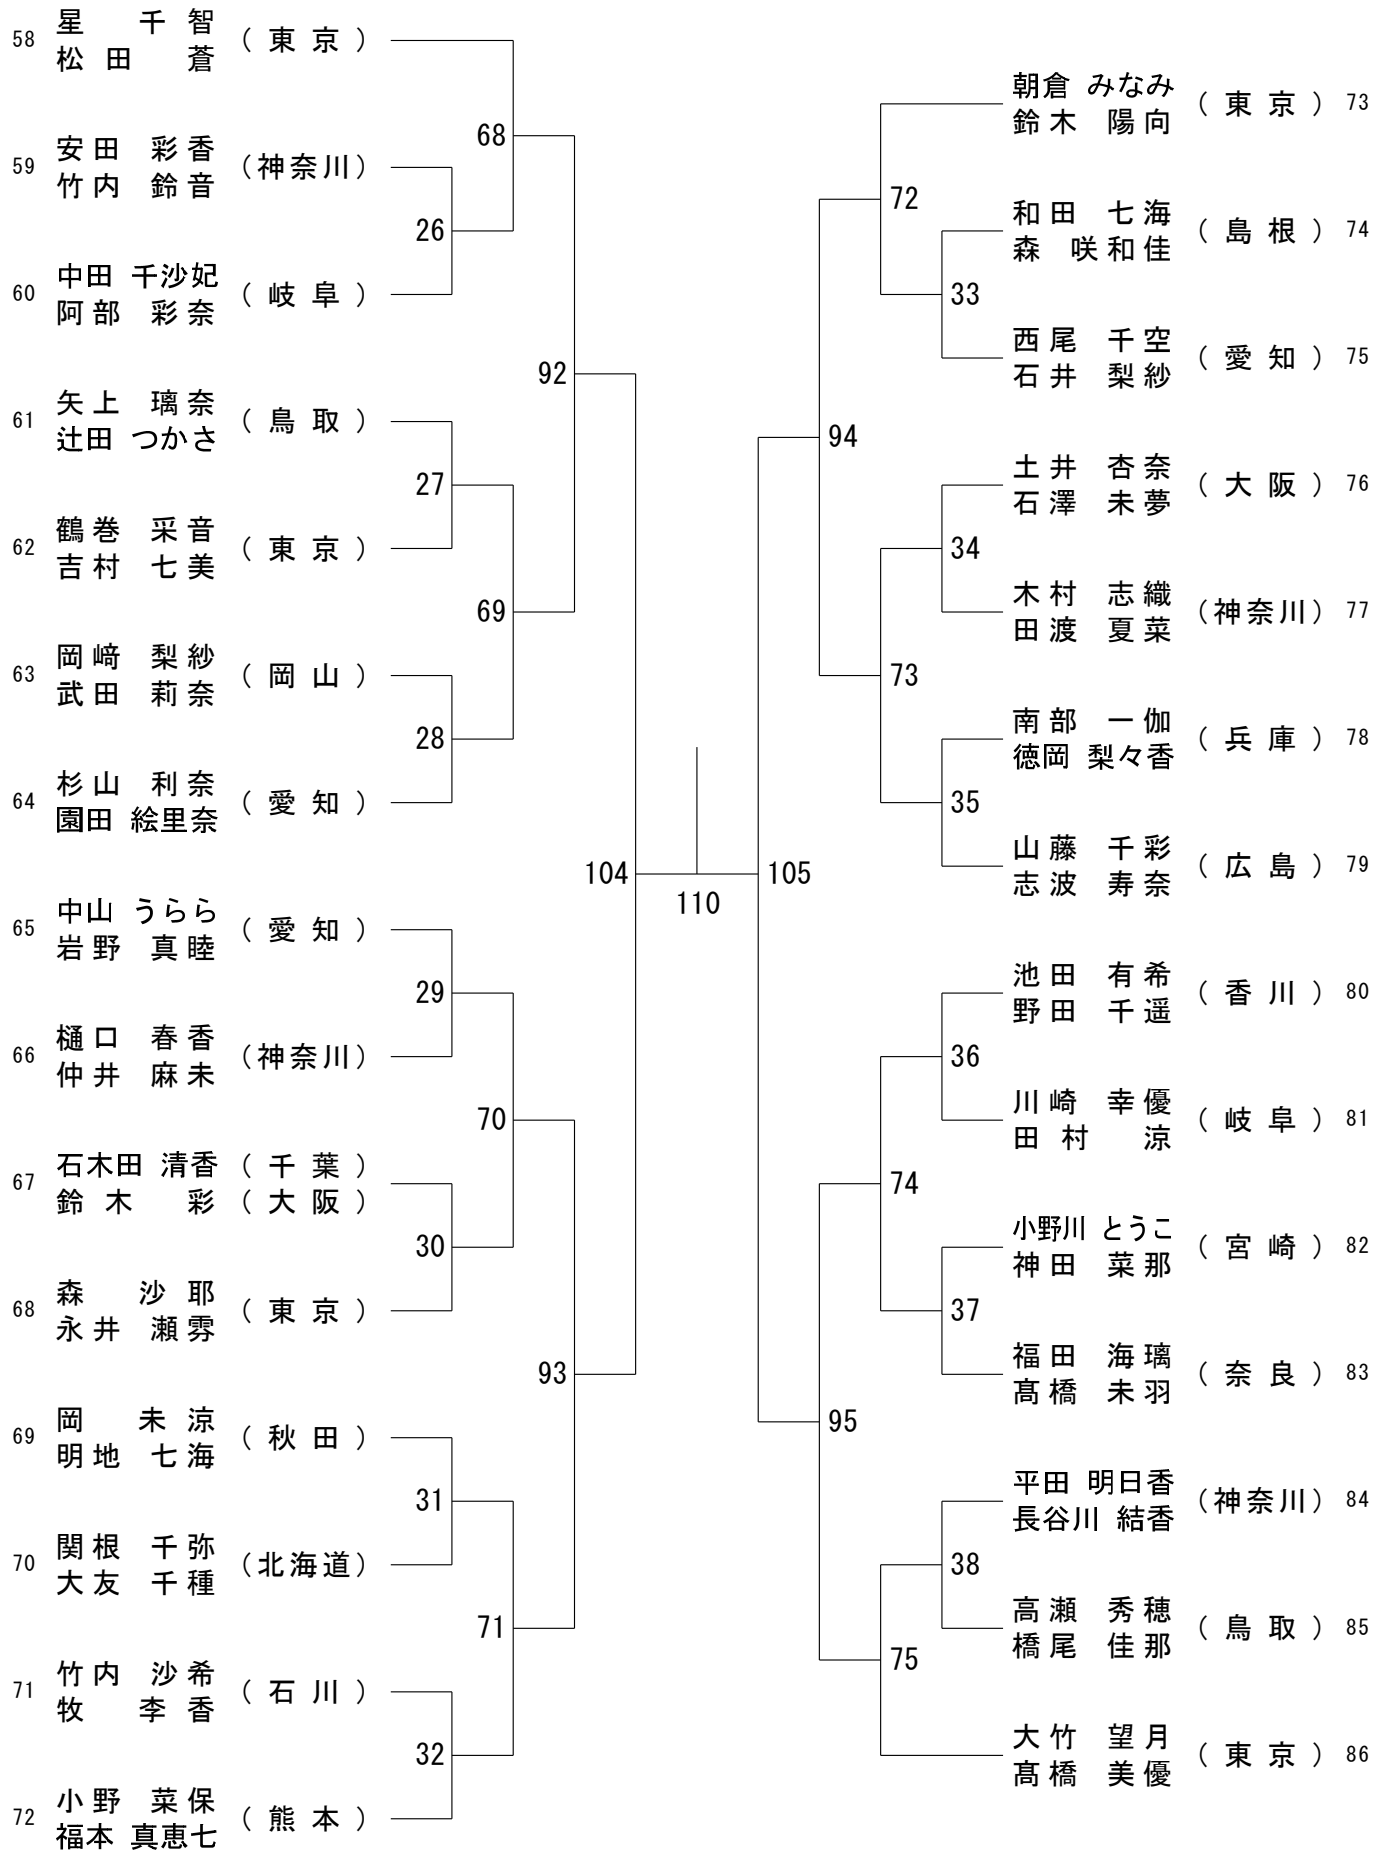 58 星 千智 (東京)
松田 蒼
68
59 安田 彩香 (神奈川)
竹内 鈴音
26
60 中田 千沙妃 (岐阜)
阿部 彩奈
92
61 矢上 璃奈 (鳥取)
辻田 つかさ
27
62 鶴巻 采音 (東京)
吉村 七美
69
63 岡﨑 梨紗 (岡山)
武田 莉奈
28
64 杉山 利奈 (愛知)
園田 絵里奈
104
65 中山 うらら (愛知)
岩野 真睦
29
66 樋口 春香 (神奈川)
仲井 麻未
70
67 石木田 清香 (千葉)
鈴木 彩 (大阪)
30
68 森 沙耶 (東京)
永井 瀬雰
93
69 岡 未涼 (秋田)
明地 七海
31
70 関根 千弥 (北海道)
大友 千種
71
71 竹内 沙希 (石川)
牧 李香
32
72 小野 菜保 (熊本)
福本 真恵七
110
朝倉 みなみ (東京) 73
鈴木 陽向
72
和田 七海 (島根) 74
森 咲和佳
33
西尾 千空 (愛知) 75
石井 梨紗
94
土井 杏奈 (大阪) 76
石澤 未夢
34
木村 志織 (神奈川) 77
田渡 夏菜
73
南部 一伽 (兵庫) 78
徳岡 梨々香
35
山藤 千彩 (広島) 79
志波 寿奈
105
池田 有希 (香川) 80
野田 千遥
36
川崎 幸優 (岐阜) 81
田村 涼
74
小野川 とうこ (宮崎) 82
神田 菜那
37
福田 海璃 (奈良) 83
髙橋 未羽
95
平田 明日香 (神奈川) 84
長谷川 結香
38
高瀬 秀穂 (鳥取) 85
橋尾 佳那
75
大竹 望月 (東京) 86
髙橋 美優